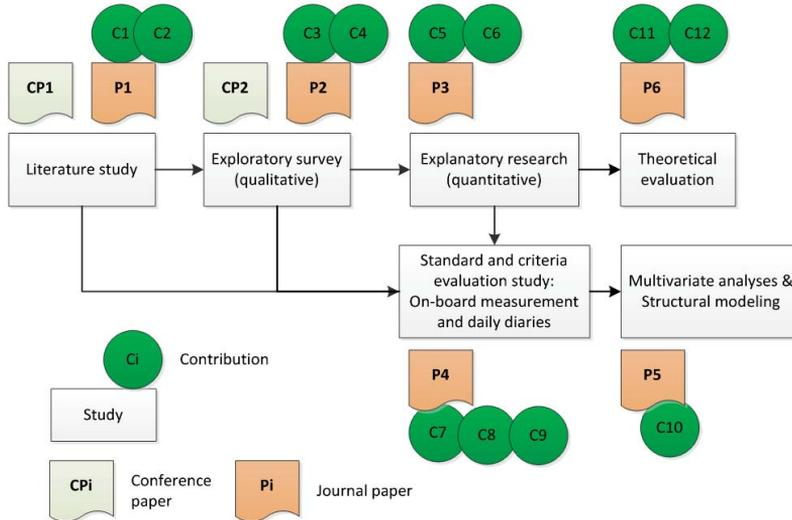 C1 C2 C3 C4 C5 C6 C11 C12
CP1 P1 CP2 P2 P3 P6
Literature study
Exploratory survey
(qualitative)
Explanatory research
(quantitative)
Theoretical
evaluation
Standard and criteria
evaluation study:
On-board measurement
and daily diaries
Multivariate analyses &
Structural modeling
P4 P5
C7 C8 C9 C10
Ci Contribution
Study
CPi Conference
paper
Pi Journal paper